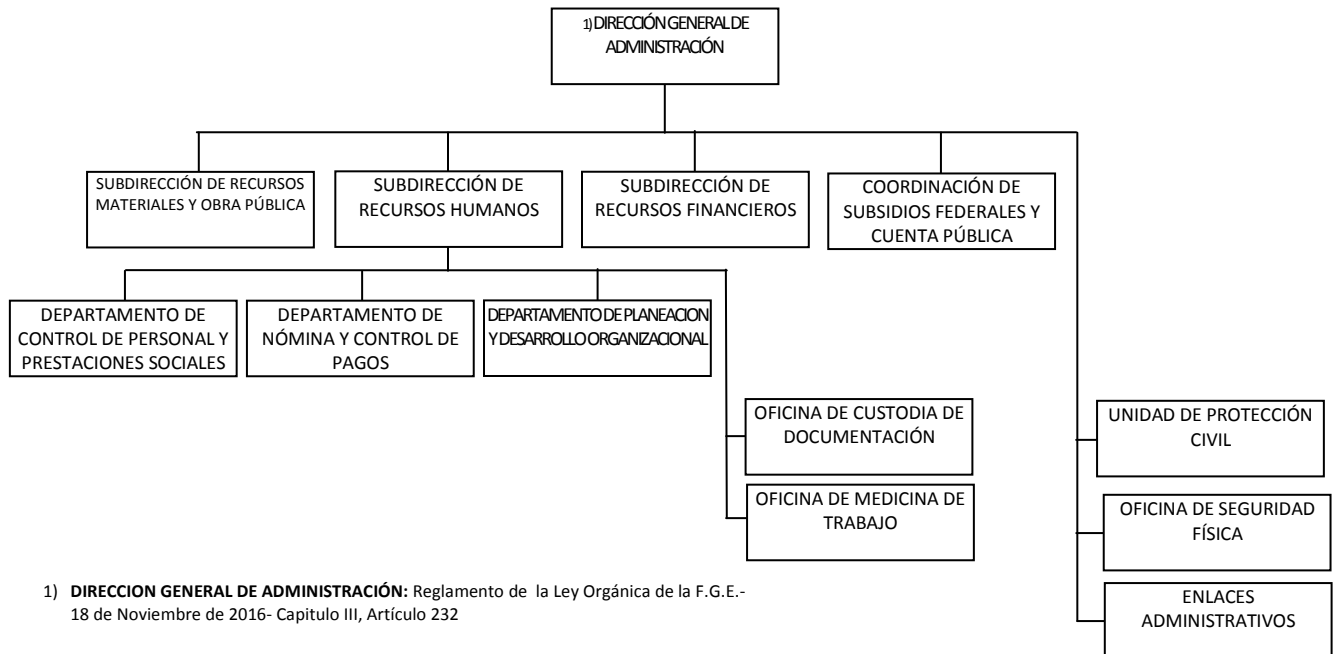 1) DIRECCIÓN GENERAL DE
ADMINISTRACIÓN
SUBDIRECCIÓN DE RECURSOS
MATERIALES Y OBRA PÚBLICA
SUBDIRECCIÓN DE
RECURSOS HUMANOS
SUBDIRECCIÓN DE
RECURSOS FINANCIEROS
COORDINACIÓN DE
SUBSIDIOS FEDERALES Y
CUENTA PÚBLICA
DEPARTAMENTO DE
CONTROL DE PERSONAL Y
PRESTACIONES SOCIALES
DEPARTAMENTO DE
NÓMINA Y CONTROL DE
PAGOS
DEPARTAMENTO DE PLANEACION
Y DESARROLLO ORGANIZACIONAL
OFICINA DE CUSTODIA DE
DOCUMENTACIÓN
UNIDAD DE PROTECCIÓN
CIVIL
OFICINA DE MEDICINA DE
TRABAJO
OFICINA DE SEGURIDAD
FÍSICA
ENLACES
ADMINISTRATIVOS
1) DIRECCION GENERAL DE ADMINISTRACIÓN: Reglamento de la Ley Orgánica de la F.G.E.-
18 de Noviembre de 2016- Capitulo III, Artículo 232